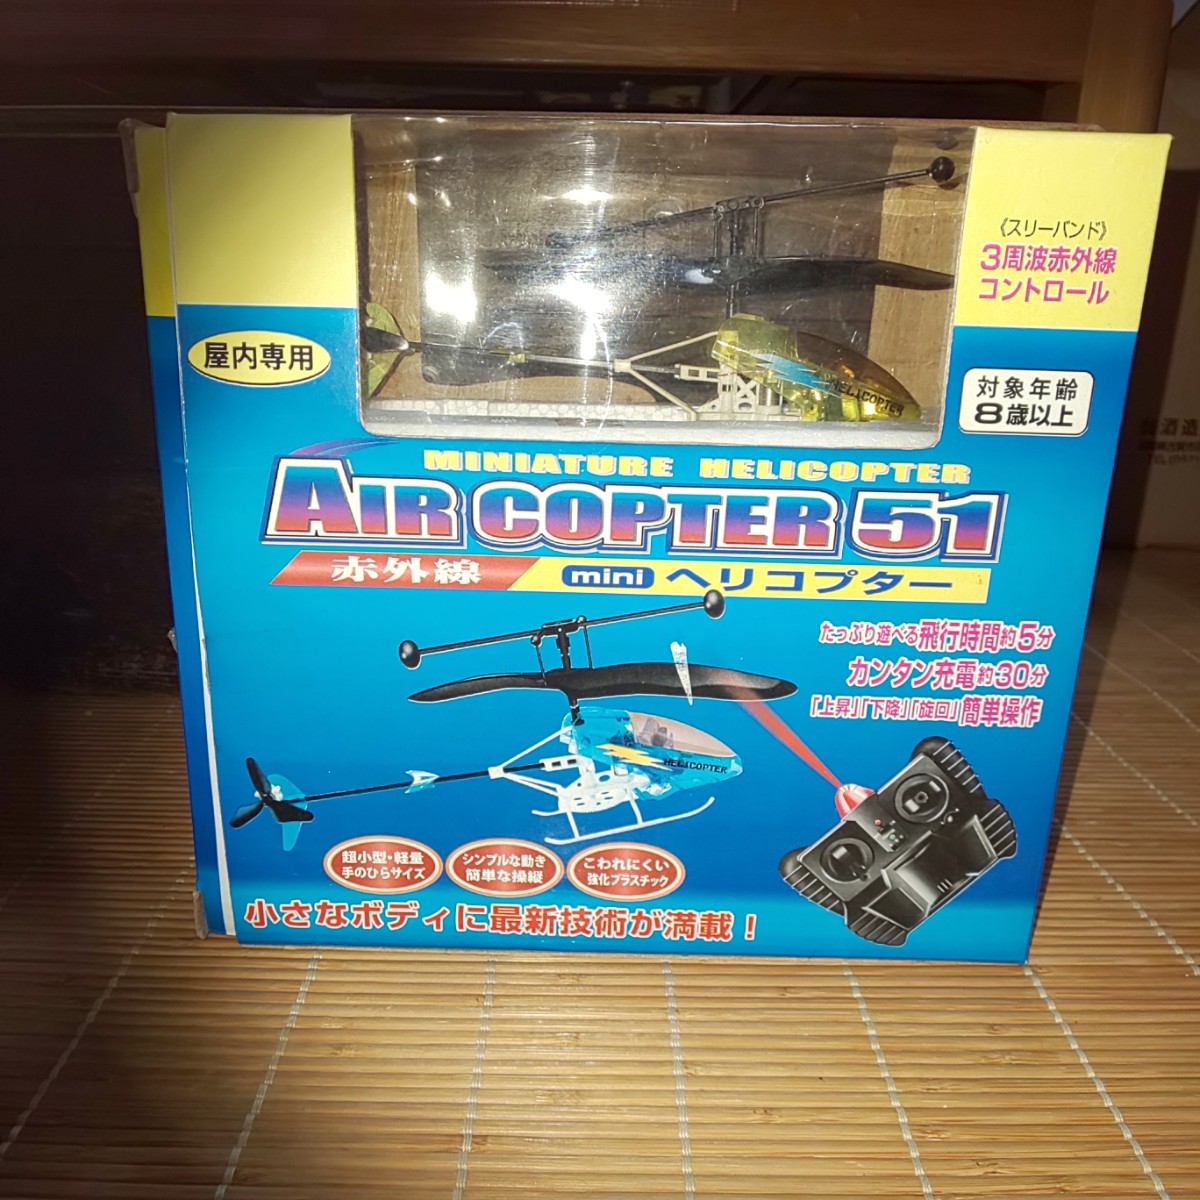 《スリーバンド》
3周波赤外線
コントロール
屋内専用
対象年齢
8歳以上
HELICOPTER
MINIATURE HELICOPTER
AIR COPTER 51
赤外線 mini ヘリコプター
たっぷり遊べる飛行時間約5分
カンタン充電約30分
「上昇」「下降」「旋回」簡単操作
HELICOPTER
超小型・軽量
手のひらサイズ
シンプルな動き
簡単な操縦
こわれにくい
強化プラスチック
小さなボディに最新技術が満載！